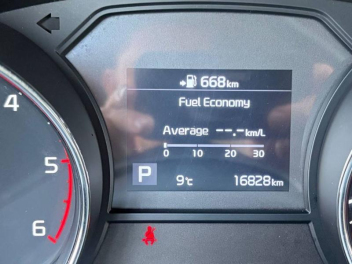 668km
Fuel Economy
4
Average --.-km/L
0 10 20 30
5
P 9℃ 16828km
6